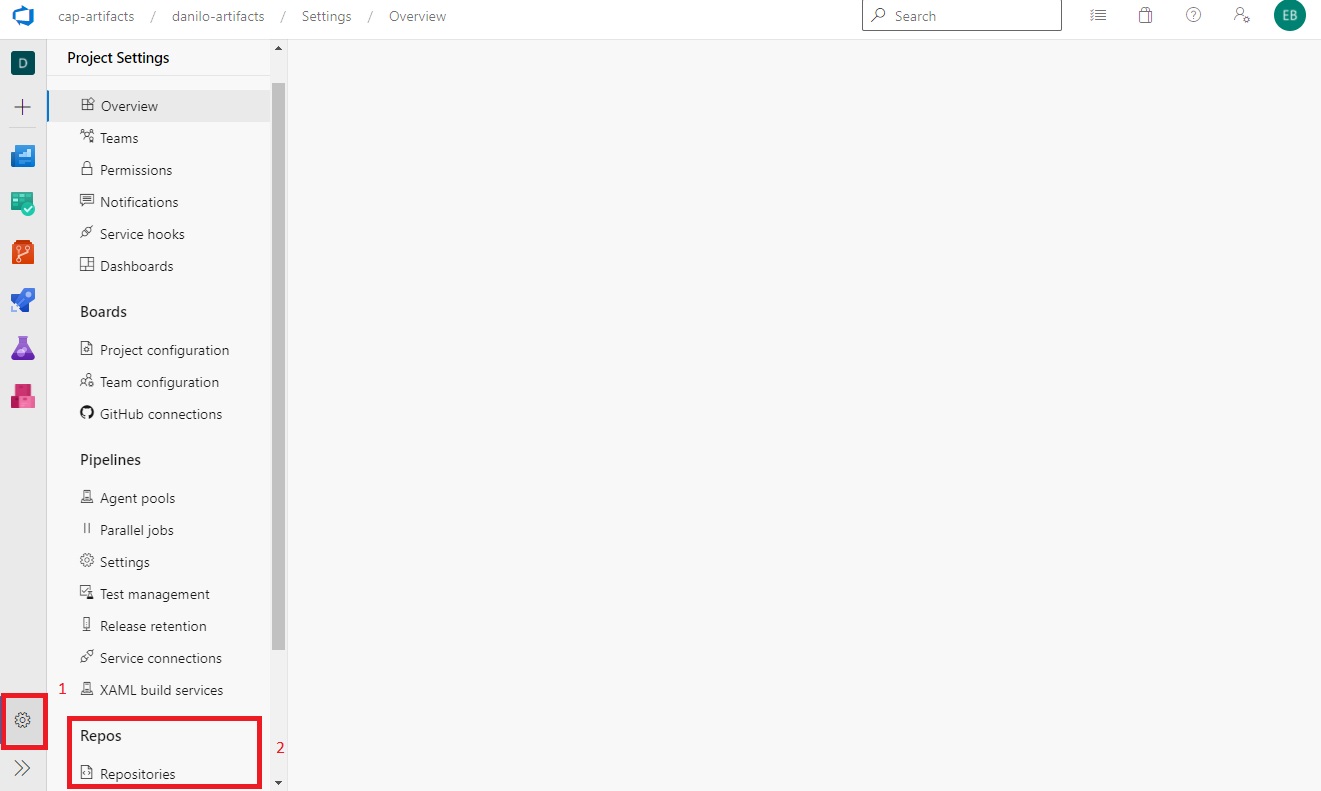 cap-artifacts / danilo-artifacts / Settings / Overview
Search
EB
D
Project Settings
Overview
Teams
Permissions
Notifications
Service hooks
Dashboards
Boards
Project configuration
Team configuration
GitHub connections
Pipelines
Agent pools
Parallel jobs
Settings
Test management
Release retention
Service connections
1
XAML build services
Repos
2
Repositories